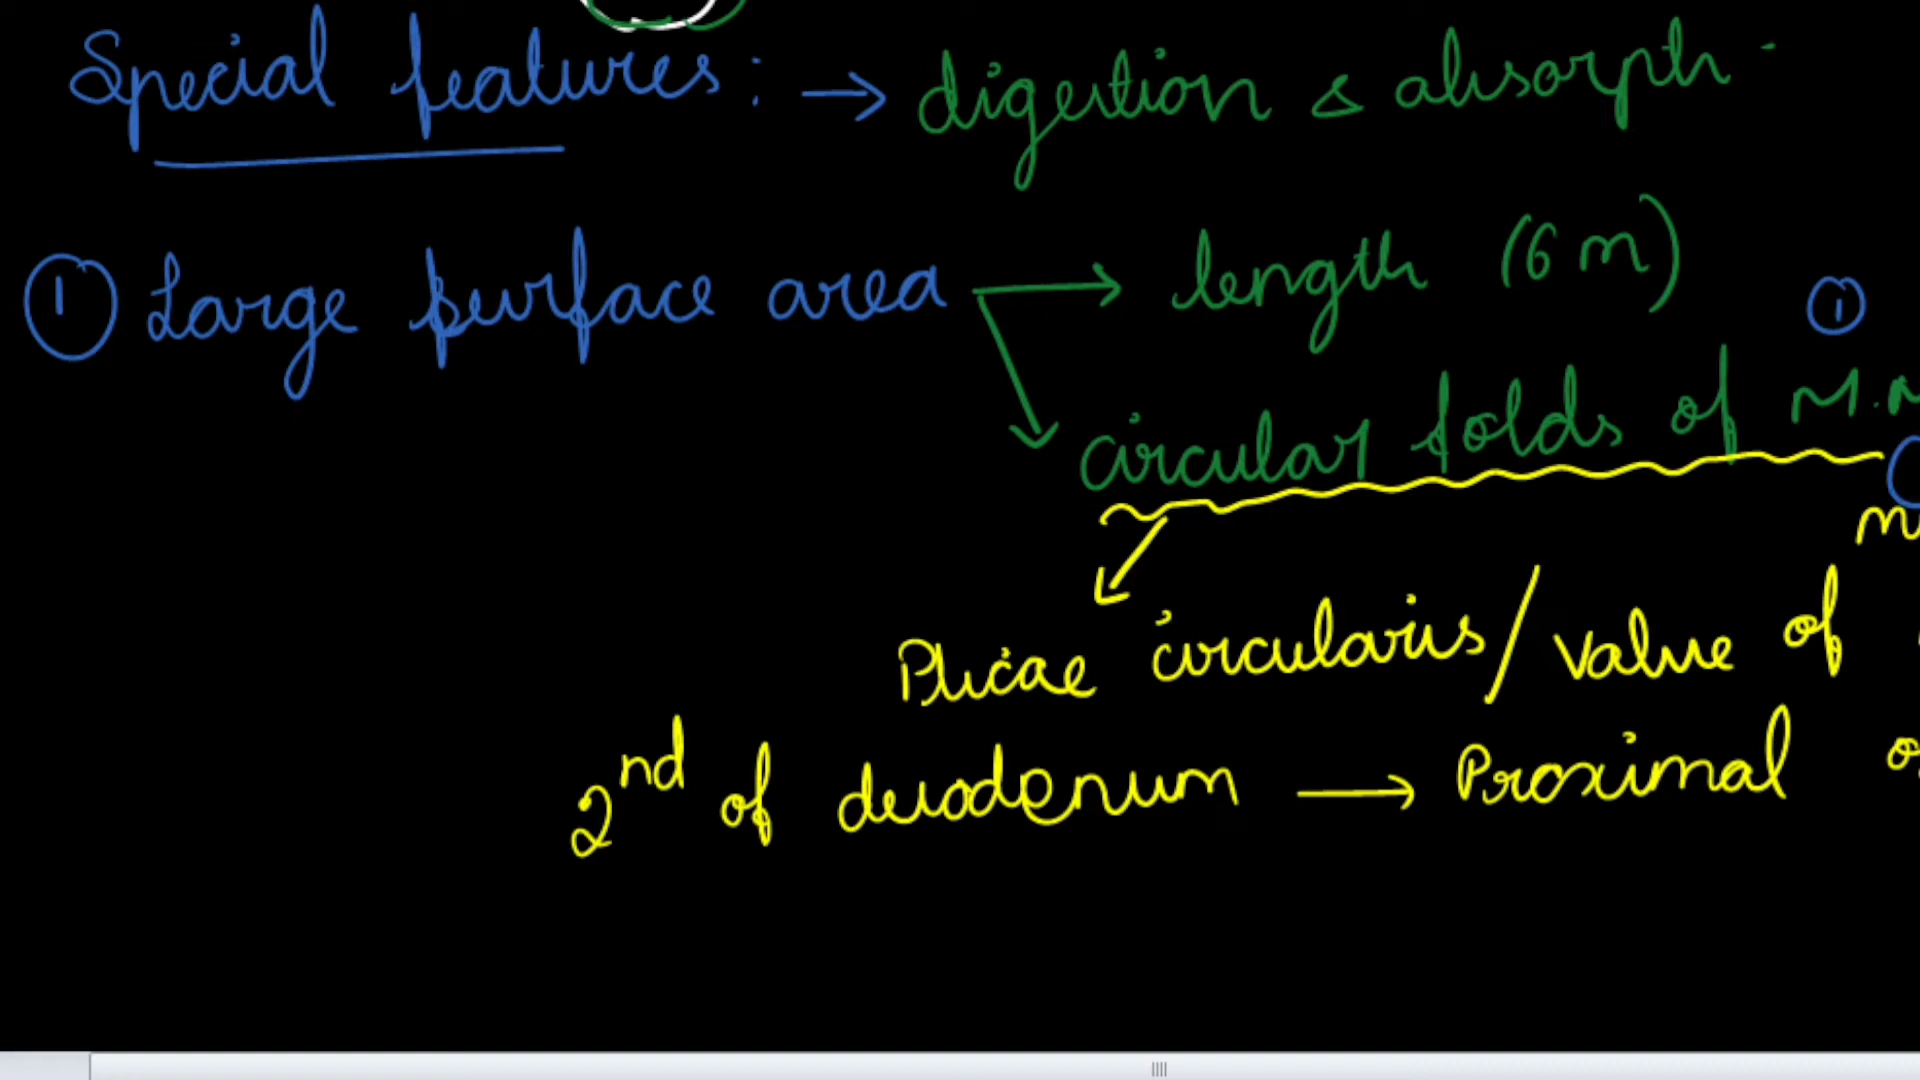 Special features : → digestion & absorpth -
① Large surface area → length (6 m)
①
circular folds of M.M
Plicae circularis / Value of
2nd of deuodenum → Proximal